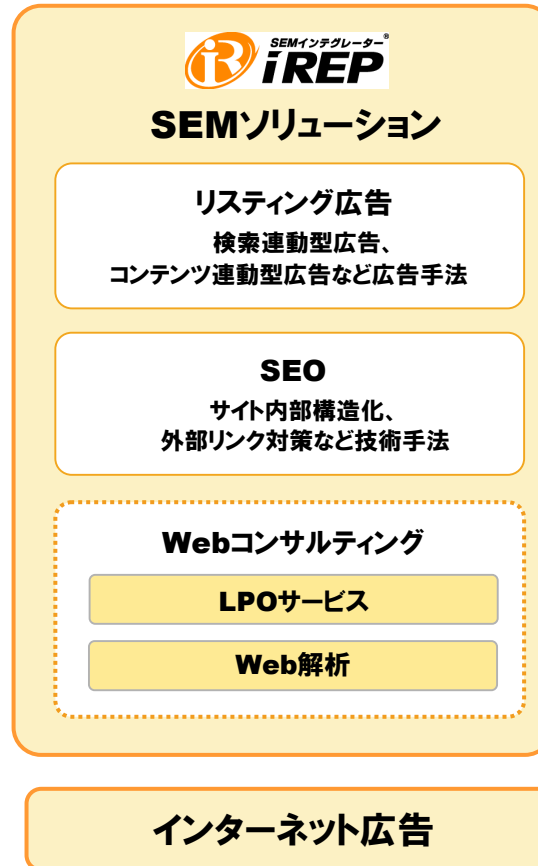 SEMインテグレーター®
iREP
SEMソリューション
リスティング広告
検索連動型広告、
コンテンツ連動型広告など広告手法
SEO
サイト内部構造化、
外部リンク対策など技術手法
Webコンサルティング
LPOサービス
Web解析
インターネット広告